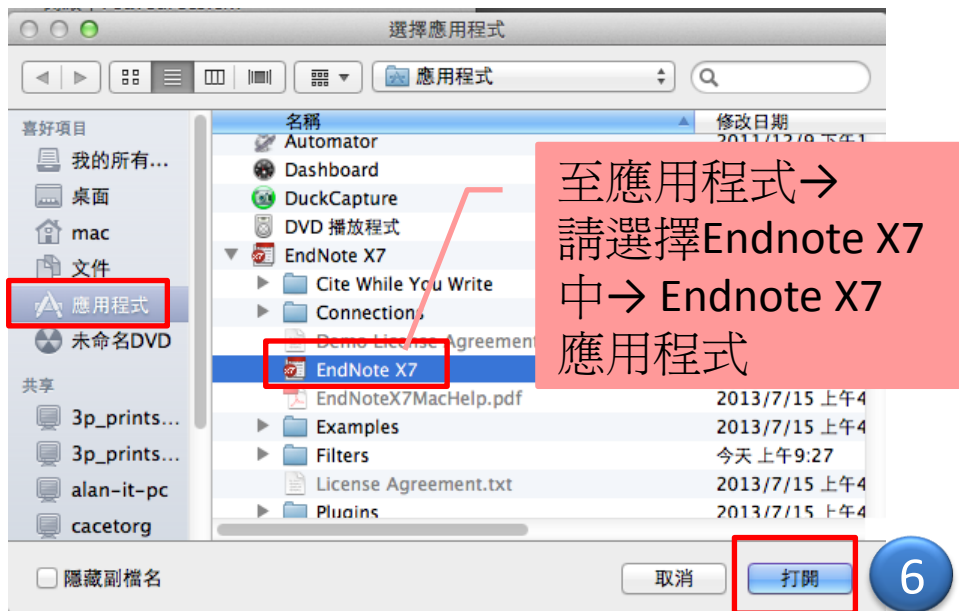 選擇應用程式
應用程式
喜好項目
我的所有...
桌面
mac
文件
應用程式
未命名DVD
共享
3p_prints...
3p_prints...
alan-it-pc
cacetorg
名稱
修改日期
Automator
2011/12/9 下午1
Dashboard
DuckCapture
DVD 播放程式
EndNote X7
Cite While You Write
Connections
Demo License Agreement
EndNote X7
EndNoteX7MacHelp.pdf
2013/7/15 上午4
Examples
2013/7/15 上午4
Filters
今天 上午9:27
License Agreement.txt
2013/7/15 上午4
Plugins
2013/7/15 上午4
至應用程式→
請選擇Endnote X7
中→ Endnote X7
應用程式
隱藏副檔名
取消
打開
6